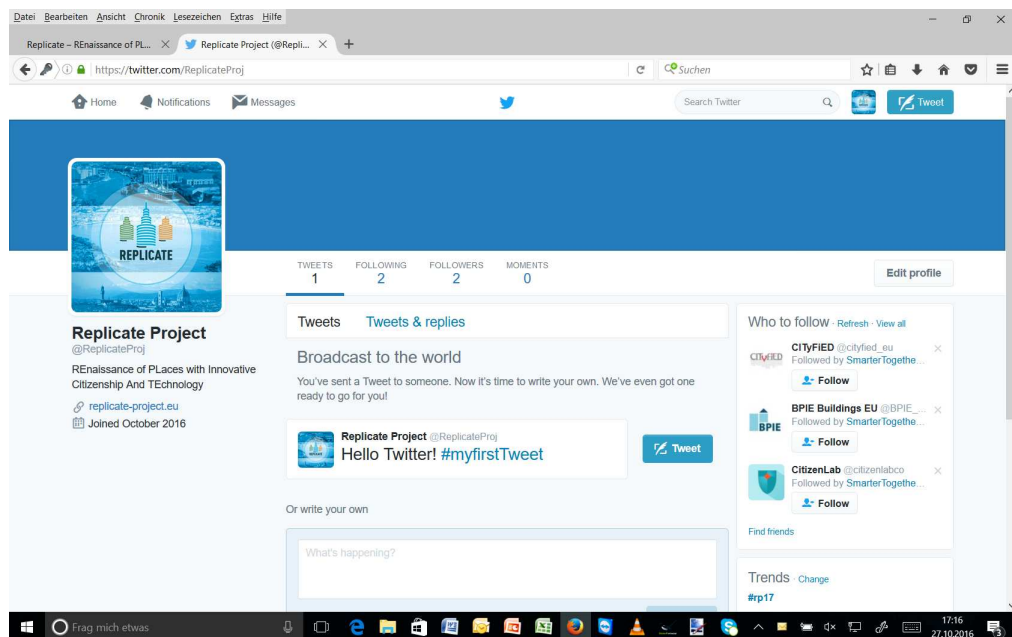 Datei Bearbeiten Ansicht Chronik Lesezeichen Extras Hilfe
Replicate – REnaissance of PL... Replicate Project (@Repli...
https://twitter.com/ReplicateProj Suchen
Home Notifications Messages Search Twitter Tweet
REPLICATE
TWEETS FOLLOWING FOLLOWERS MOMENTS
1 2 2 0
Edit profile
Replicate Project
@ReplicateProj
REnaissance of PLaces with Innovative
Citizenship And TEchnology
replicate-project.eu
Joined October 2016
Tweets Tweets & replies
Broadcast to the world
You've sent a Tweet to someone. Now it's time to write your own. We've even got one
ready to go for you!
Replicate Project @ReplicateProj
Hello Twitter! #myfirstTweet
Tweet
Or write your own
What's happening?
Who to follow · Refresh · View all
CITyFiED
CITyFiED @cityfied_eu
Followed by SmarterTogethe...
Follow
BPIE
BPIE Buildings EU @BPIE_...
Followed by SmarterTogethe...
Follow
CitizenLab @citizenlabco
Followed by SmarterTogethe...
Follow
Find friends
Trends · Change
#rp17
Frag mich etwas
17:16
27.10.2016
3